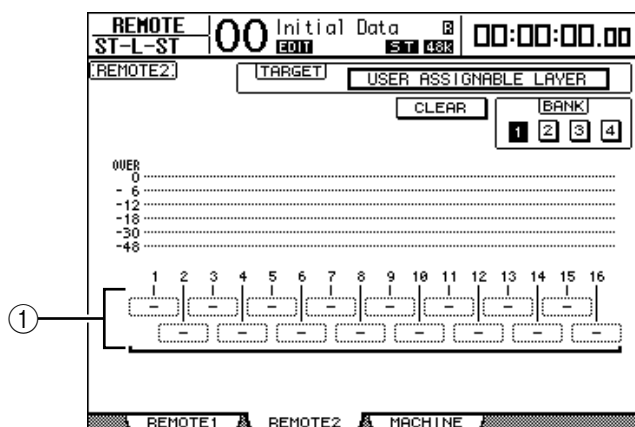 REMOTE
ST-L-ST
00 Initial Data R
EDIT ST 48k
00:00:00.00
REMOTE2
TARGET
USER ASSIGNABLE LAYER
CLEAR
BANK
1 2 3 4
OVER
0
- 6
-12
-18
-30
-48
1 2 3 4 5 6 7 8 9 10 11 12 13 14 15 16
- - - - - - - -
- - - - - - - -
1
REMOTE1 REMOTE2 MACHINE